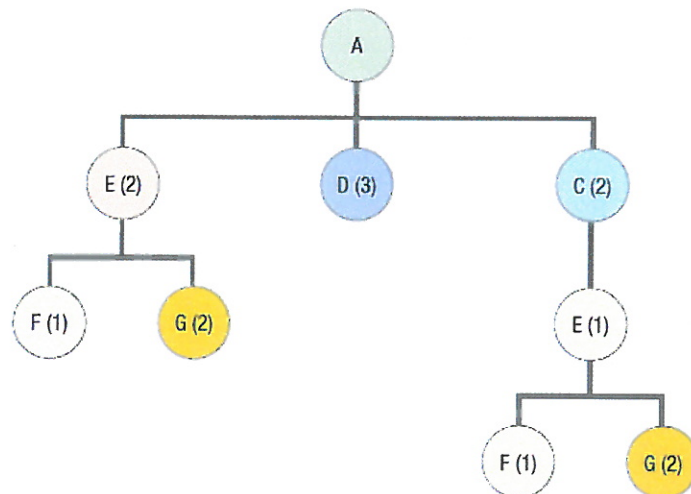 A
E (2)
D (3)
C (2)
F (1)
G (2)
E (1)
F (1)
G (2)